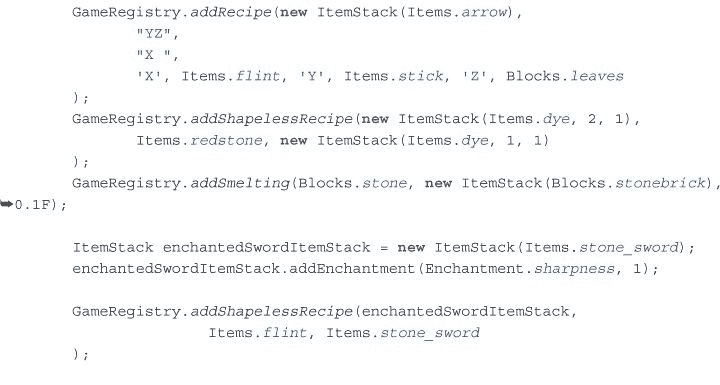 GameRegistry.addRecipe(new ItemStack(Items.arrow),
"YZ",
"X ",
'X', Items.flint, 'Y', Items.stick, 'Z', Blocks.leaves
);
GameRegistry.addShapelessRecipe(new ItemStack(Items.dye, 2, 1),
Items.redstone, new ItemStack(Items.dye, 1, 1)
);
GameRegistry.addSmelting(Blocks.stone, new ItemStack(Blocks.stonebrick),
➥0.1F);
ItemStack enchantedSwordItemStack = new ItemStack(Items.stone_sword);
enchantedSwordItemStack.addEnchantment(Enchantment.sharpness, 1);
GameRegistry.addShapelessRecipe(enchantedSwordItemStack,
Items.flint, Items.stone_sword
);